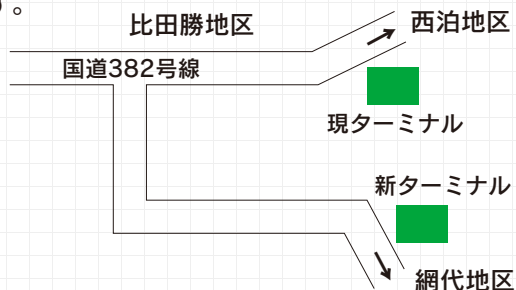 。
比田勝地区
西泊地区
国道382号線
現ターミナル
新ターミナル
網代地区